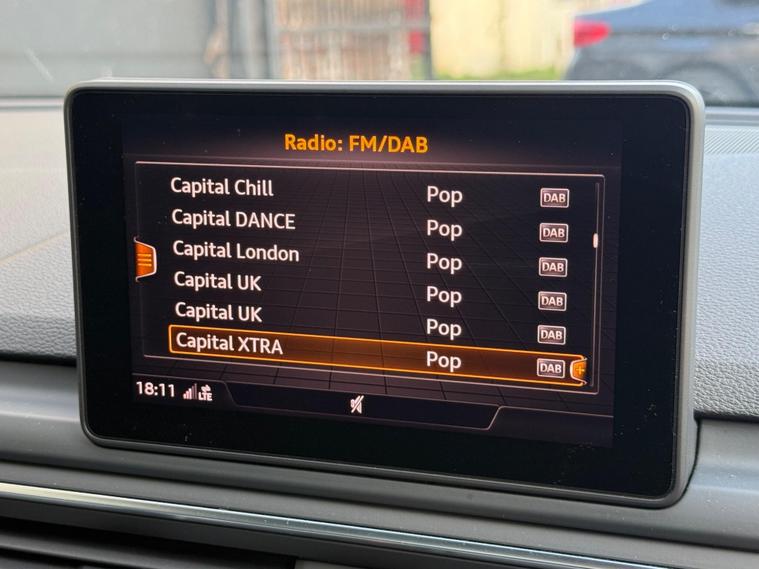 Radio: FM/DAB
Capital Chill Pop DAB
Capital DANCE Pop DAB
Capital London Pop DAB
Capital UK Pop DAB
Capital UK Pop DAB
Capital XTRA Pop DAB +
18:11 LTE